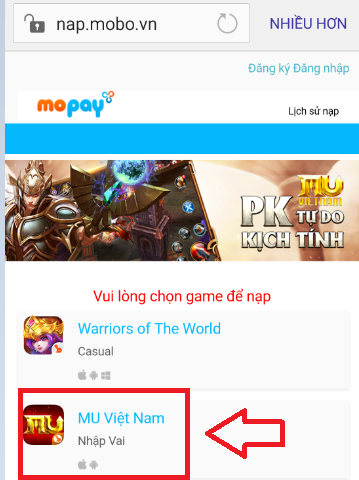 nap.mobo.vn
NHIỀU HƠN
Đăng ký Đăng nhập
mopay
Lịch sử nạp
MU
VIỆT NAM
PK TỰ DO
KỊCH TÍNH
Vui lòng chọn game để nạp
Warriors of The World
Casual
MU
MU Việt Nam
Nhập Vai